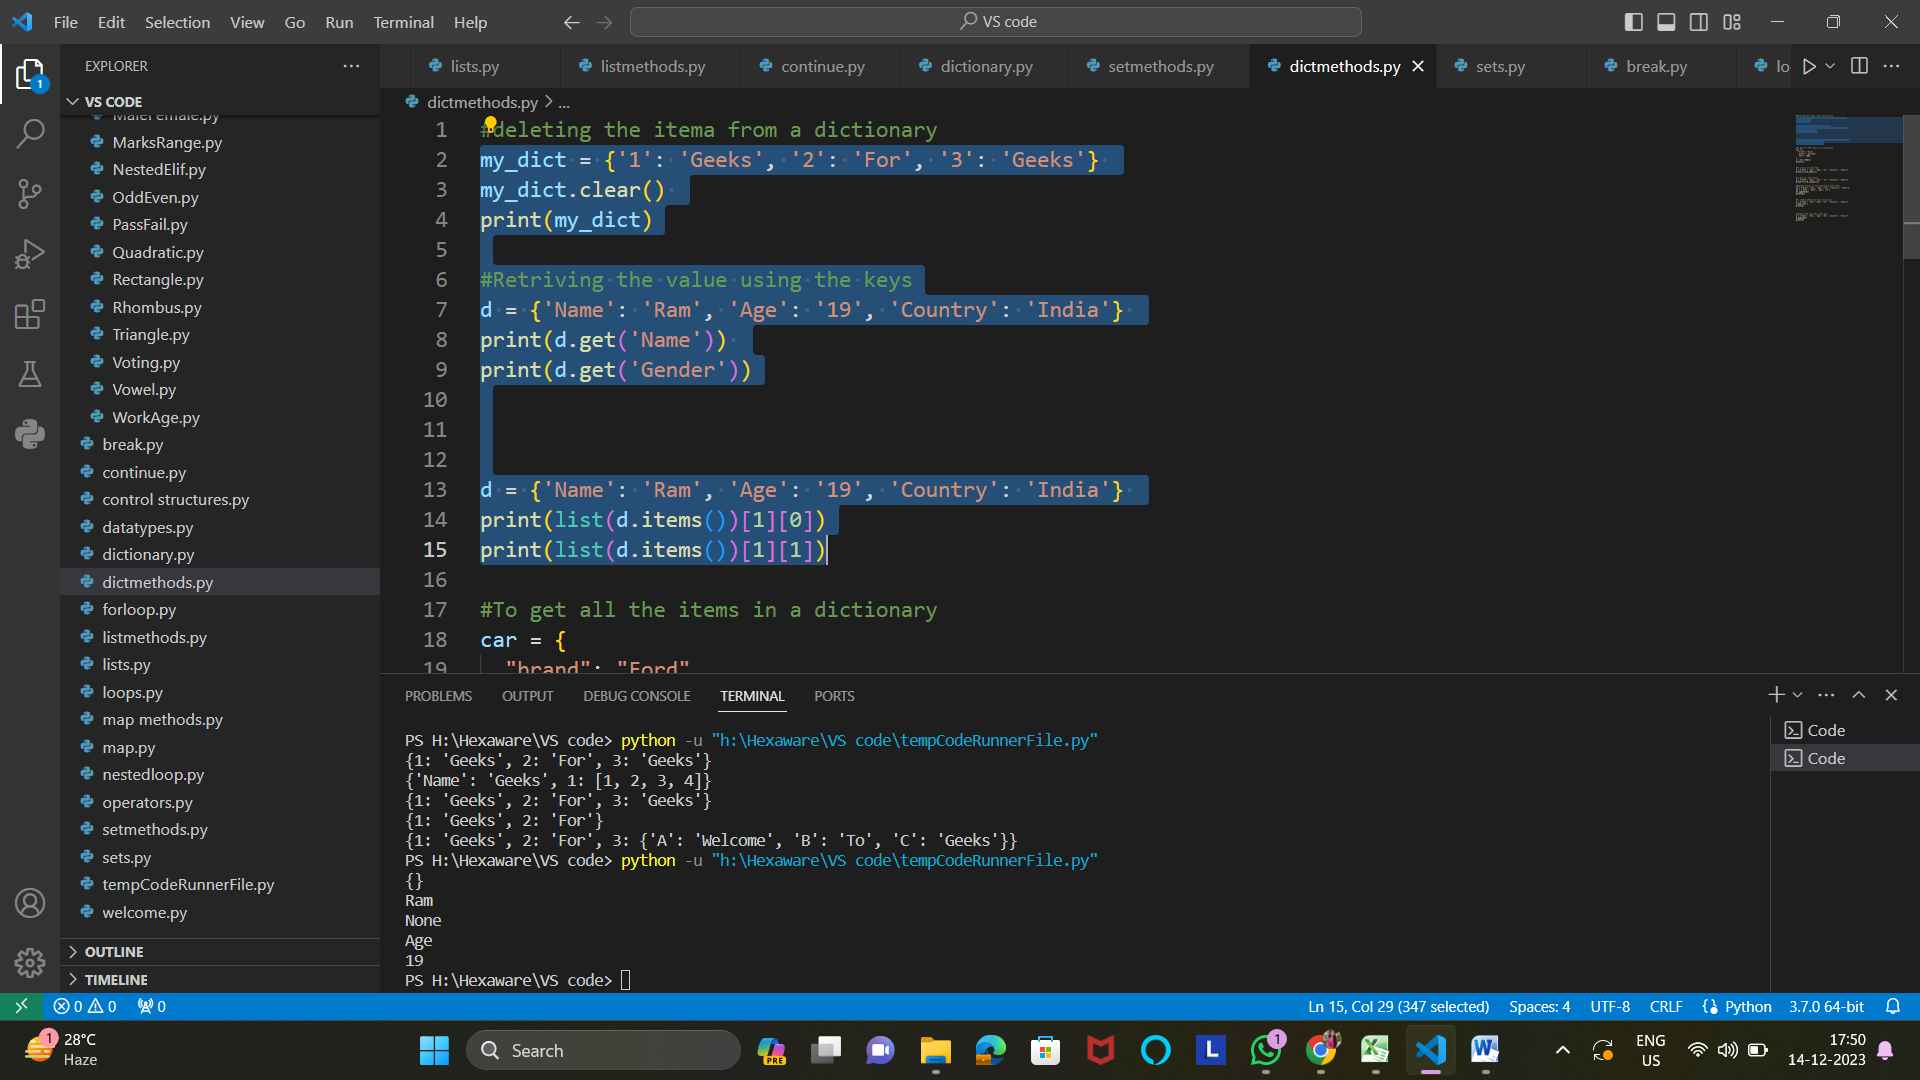 File Edit Selection View Go Run Terminal Help
VS code
EXPLORER
lists.py
listmethods.py
continue.py
dictionary.py
setmethods.py
dictmethods.py
sets.py
break.py
lo
VS CODE
MaleFemale.py
MarksRange.py
NestedElif.py
OddEven.py
PassFail.py
Quadratic.py
Rectangle.py
Rhombus.py
Triangle.py
Voting.py
Vowel.py
WorkAge.py
break.py
continue.py
control structures.py
datatypes.py
dictionary.py
dictmethods.py
forloop.py
listmethods.py
lists.py
loops.py
map methods.py
map.py
nestedloop.py
operators.py
setmethods.py
sets.py
tempCodeRunnerFile.py
welcome.py
OUTLINE
TIMELINE
dictmethods.py > ...
1 #deleting the itema from a dictionary
2 my_dict = {'1': 'Geeks', '2': 'For', '3': 'Geeks'}
3 my_dict.clear()
4 print(my_dict)
5
6 #Retriving the value using the keys
7 d = {'Name': 'Ram', 'Age': '19', 'Country': 'India'}
8 print(d.get('Name'))
9 print(d.get('Gender'))
10
11
12
13 d = {'Name': 'Ram', 'Age': '19', 'Country': 'India'}
14 print(list(d.items())[1][0])
15 print(list(d.items())[1][1])
16
17 #To get all the items in a dictionary
18 car = {
19 "brand": "Ford"
PROBLEMS OUTPUT DEBUG CONSOLE TERMINAL PORTS
PS H:\Hexaware\VS code> python -u "h:\Hexaware\VS code\tempCodeRunnerFile.py"
{1: 'Geeks', 2: 'For', 3: 'Geeks'}
{'Name': 'Geeks', 1: [1, 2, 3, 4]}
{1: 'Geeks', 2: 'For', 3: 'Geeks'}
{1: 'Geeks', 2: 'For'}
{1: 'Geeks', 2: 'For', 3: {'A': 'Welcome', 'B': 'To', 'C': 'Geeks'}}
PS H:\Hexaware\VS code> python -u "h:\Hexaware\VS code\tempCodeRunnerFile.py"
{}
Ram
None
Age
19
PS H:\Hexaware\VS code>
Code
Code
0 0 0
Ln 15, Col 29 (347 selected) Spaces: 4 UTF-8 CRLF Python 3.7.0 64-bit
1
28°C
Haze
Search
PRE
L
1
ENG
US
17:50
14-12-2023